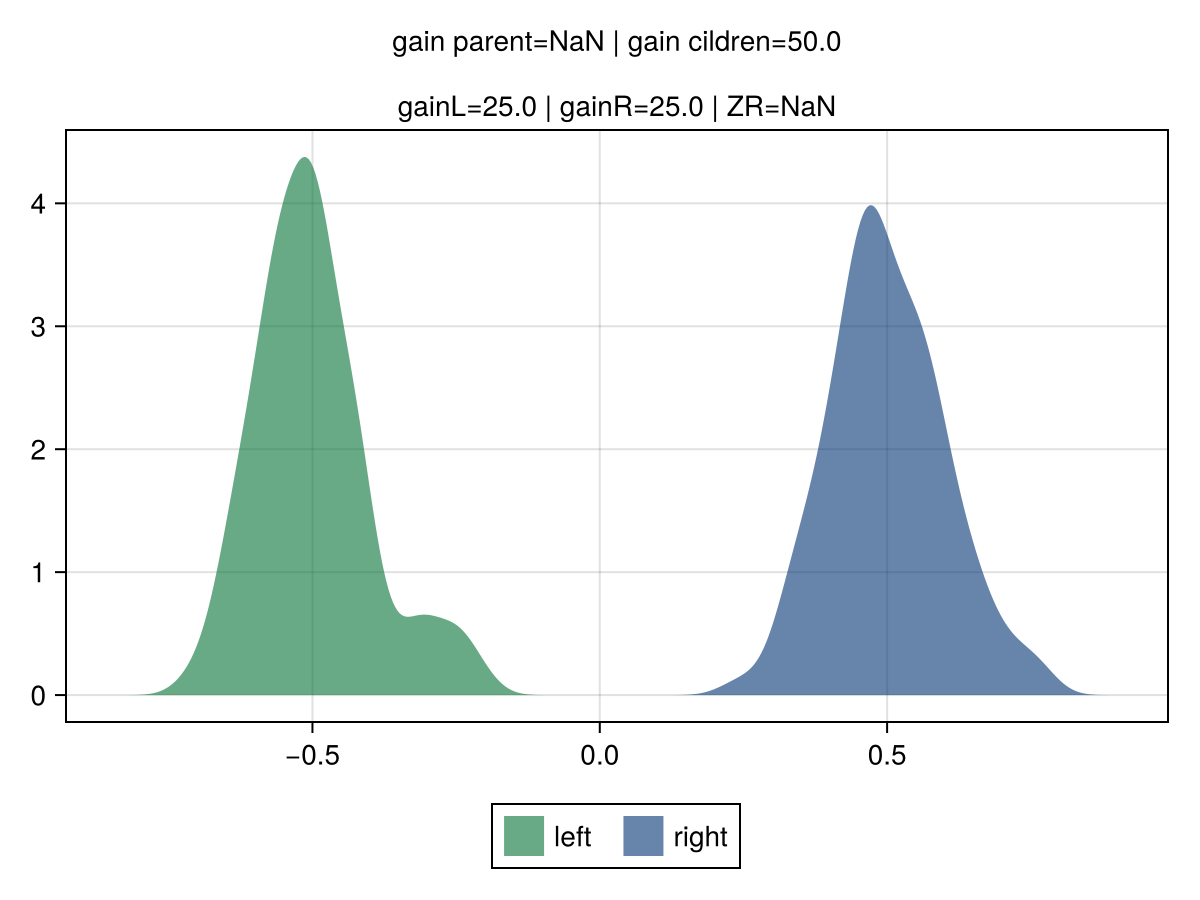 gain parent=NaN | gain cildren=50.0
gainL=25.0 | gainR=25.0 | ZR=NaN
4
3
2
1
0
−0.5
0.0
0.5
left
right